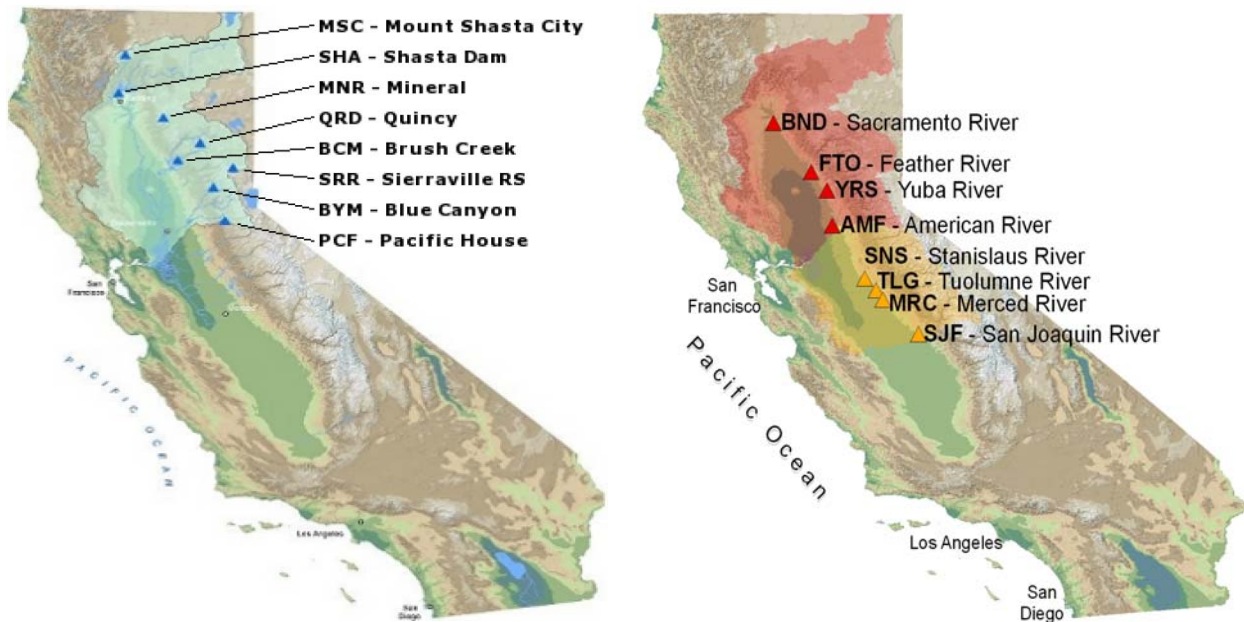 MSC – Mount Shasta City
SHA – Shasta Dam
MNR – Mineral
QRD – Quincy
BCM – Brush Creek
SRR – Sierraville RS
BYM – Blue Canyon
PCF – Pacific House
San
Francisco
PACIFIC OCEAN
Los Angeles
San
Diego
BND - Sacramento River
FTO - Feather River
YRS - Yuba River
AMF - American River
SNS - Stanislaus River
TLG - Tuolumne River
MRC - Merced River
SJF - San Joaquin River
San
Francisco
Pacific Ocean
Los Angeles
San
Diego